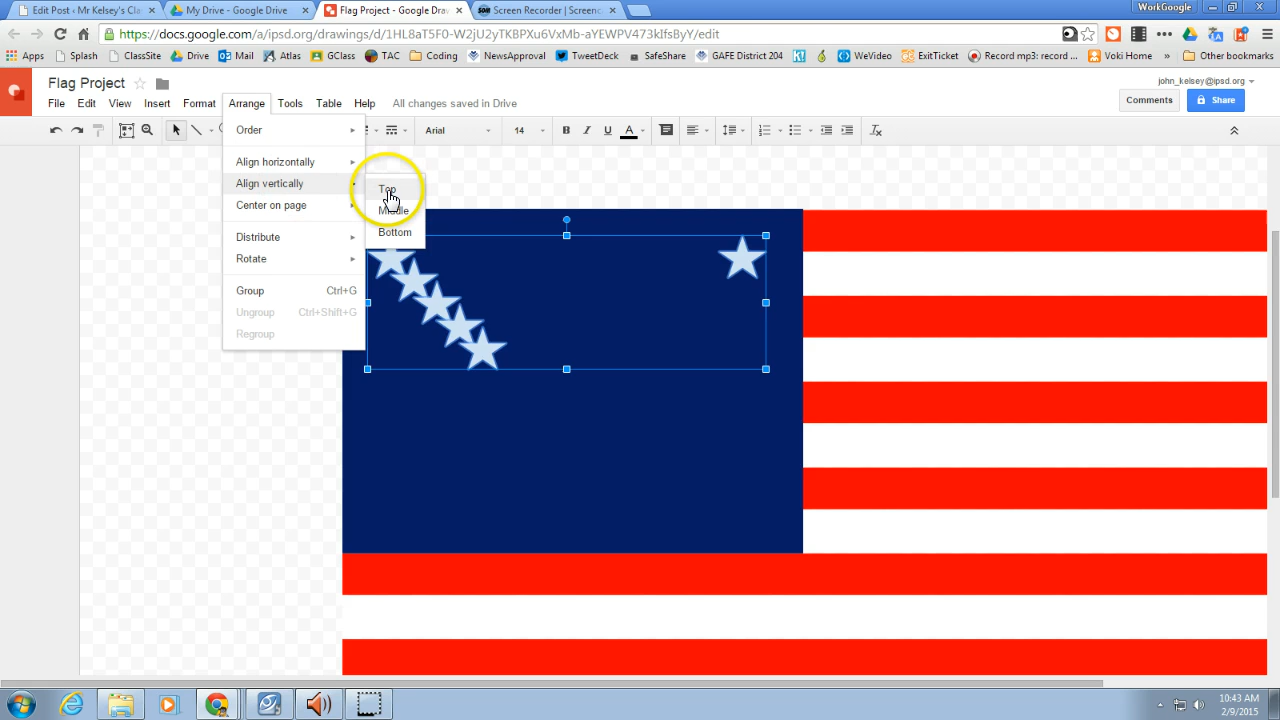 Edit Post ‹ Mr Kelsey's Cla
My Drive - Google Drive
Flag Project - Google Draw
Screen Recorder | Screenc
WorkGoogle
https://docs.google.com/a/ipsd.org/drawings/d/1HL8aT5P0-W2jU2yTKBPXu6VxMb-aYEWPV473kIfs8yY/edit
Apps
Splash
ClassSite
Drive
Mail
Atlas
GClass
TAC
Coding
NewsApproval
TweetDeck
SafeShare
GAFE District 204
WeVideo
ExitTicket
Record mp3: record ...
Voki Home
»
Other bookmarks
Flag Project
john_kelsey@ipsd.org
File Edit View Insert Format Arrange Tools Table Help All changes saved in Drive
Comments
Share
Arial
14
B I U A
Order
Align horizontally
Align vertically
Center on page
Distribute
Rotate
Group Ctrl+G
Ungroup Ctrl+Shift+G
Regroup
Top
Middle
Bottom
10:43 AM
2/9/2015